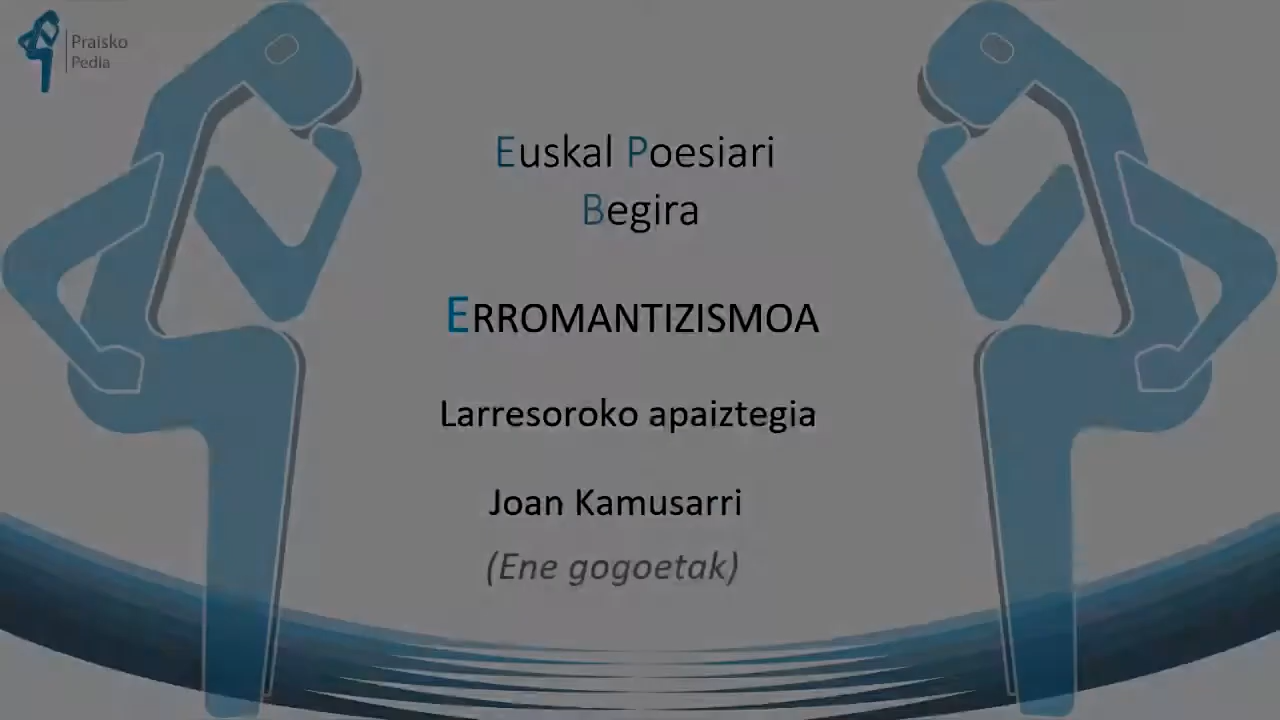 Praisko
Pedia
Euskal Poesiari
Begira
ERROMANTIZISMOA
Larresoroko apaiztegia
Joan Kamusarri
(Ene gogoetak)